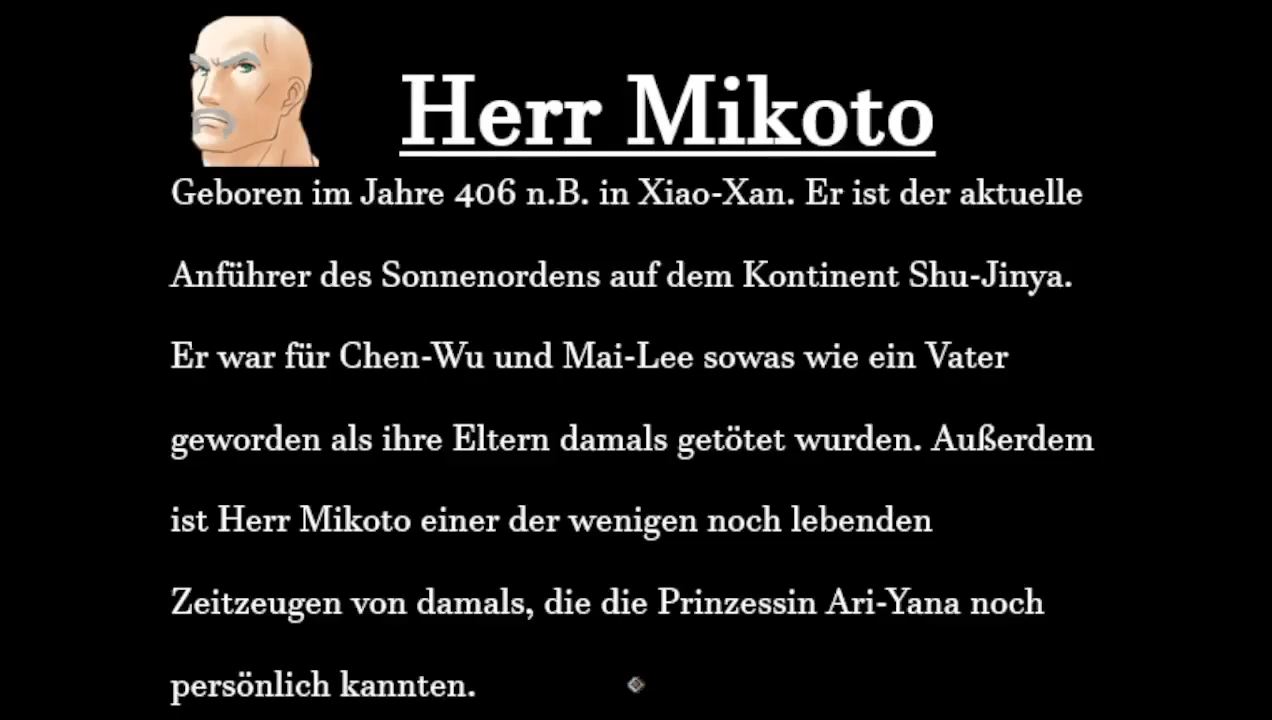 Herr Mikoto
Geboren im Jahre 406 n.B. in Xiao-Xan. Er ist der aktuelle
Anführer des Sonnenordens auf dem Kontinent Shu-Jinya.
Er war für Chen-Wu und Mai-Lee sowas wie ein Vater
geworden als ihre Eltern damals getötet wurden. Außerdem
ist Herr Mikoto einer der wenigen noch lebenden
Zeitzeugen von damals, die die Prinzessin Ari-Yana noch
persönlich kannten.